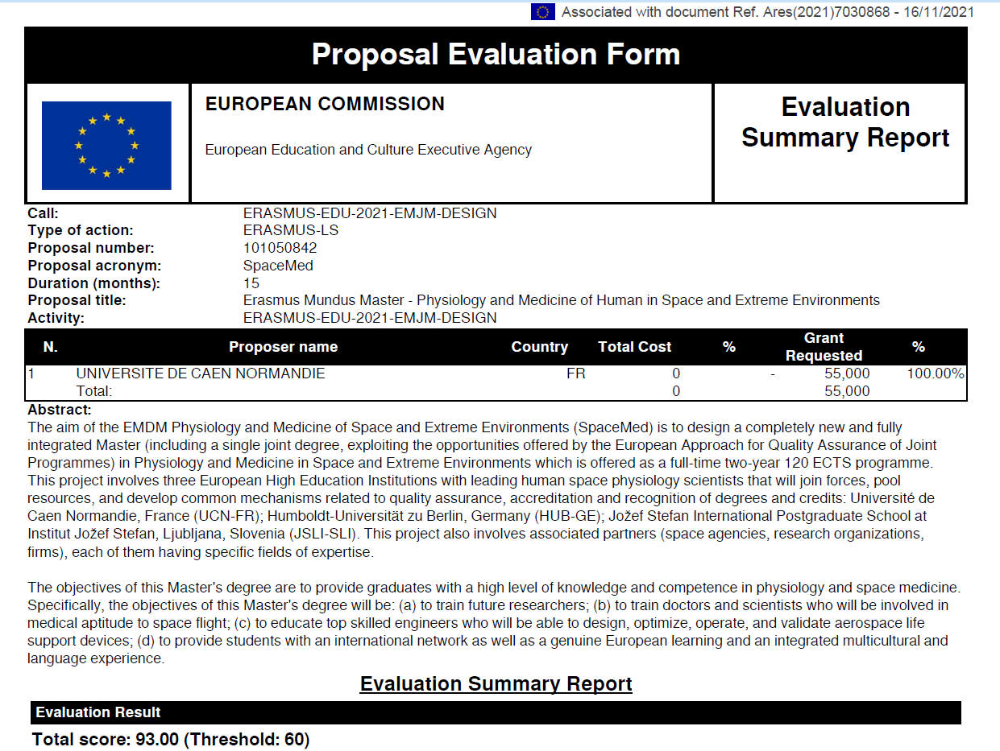 Associated with document Ref. Ares(2021)7030868 - 16/11/2021
Proposal Evaluation Form
EUROPEAN COMMISSION
European Education and Culture Executive Agency
Evaluation
Summary Report
Call: ERASMUS-EDU-2021-EMJM-DESIGN
Type of action: ERASMUS-LS
Proposal number: 101050842
Proposal acronym: SpaceMed
Duration (months): 15
Proposal title: Erasmus Mundus Master - Physiology and Medicine of Human in Space and Extreme Environments
Activity: ERASMUS-EDU-2021-EMJM-DESIGN
N. Proposer name Country Total Cost % Grant Requested %
1 UNIVERSITE DE CAEN NORMANDIE FR 0 - 55,000 100.00%
Total: 0 55,000
Abstract:
The aim of the EMDM Physiology and Medicine of Space and Extreme Environments (SpaceMed) is to design a completely new and fully
integrated Master (including a single joint degree, exploiting the opportunities offered by the European Approach for Quality Assurance of Joint
Programmes) in Physiology and Medicine in Space and Extreme Environments which is offered as a full-time two-year 120 ECTS programme.
This project involves three European High Education Institutions with leading human space physiology scientists that will join forces, pool
resources, and develop common mechanisms related to quality assurance, accreditation and recognition of degrees and credits: Université de
Caen Normandie, France (UCN-FR); Humboldt-Universität zu Berlin, Germany (HUB-GE); Jožef Stefan International Postgraduate School at
Institut Jožef Stefan, Ljubljana, Slovenia (JSLI-SLI). This project also involves associated partners (space agencies, research organizations,
firms), each of them having specific fields of expertise.
The objectives of this Master's degree are to provide graduates with a high level of knowledge and competence in physiology and space medicine.
Specifically, the objectives of this Master's degree will be: (a) to train future researchers; (b) to train doctors and scientists who will be involved in
medical aptitude to space flight; (c) to educate top skilled engineers who will be able to design, optimize, operate, and validate aerospace life
support devices; (d) to provide students with an international network as well as a genuine European learning and an integrated multicultural and
language experience.
Evaluation Summary Report
Evaluation Result
Total score: 93.00 (Threshold: 60)